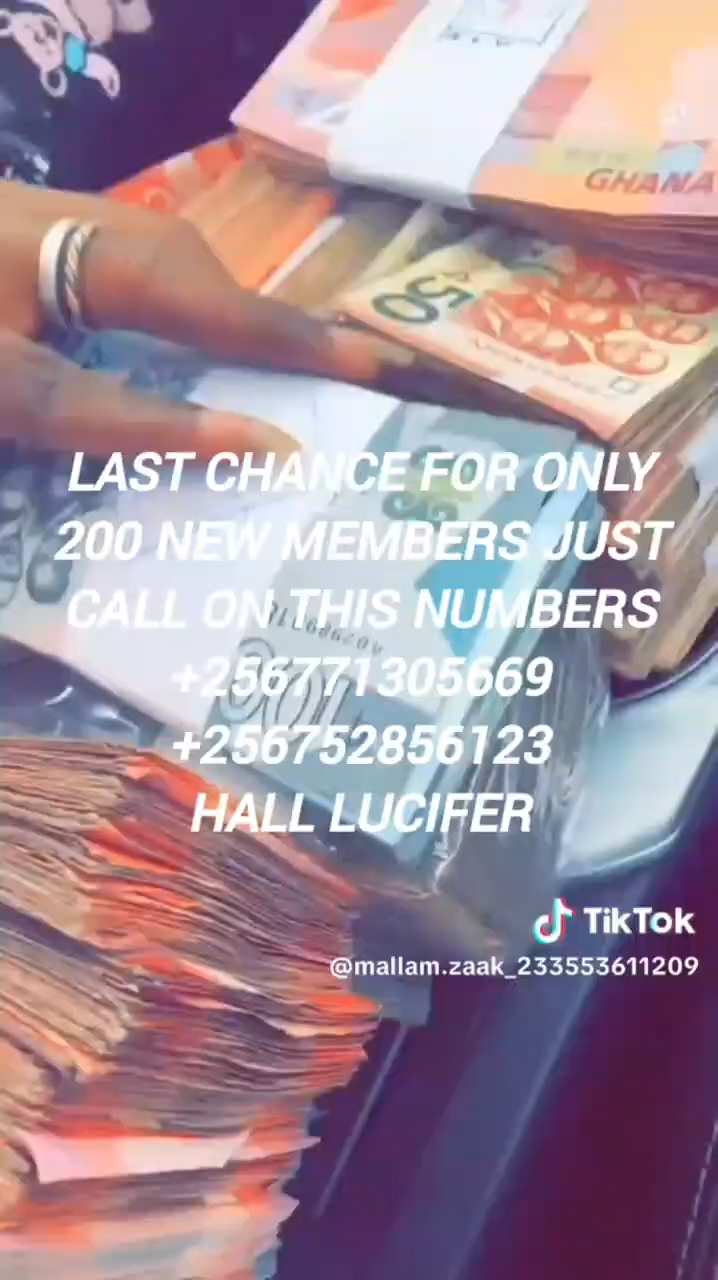 GHANA
50
LAST CHANCE FOR ONLY
200 NEW MEMBERS JUST
CALL ON THIS NUMBERS
+256771305669
+256752856123
HALL LUCIFER
TikTok
@mallam.zaak_233553611209